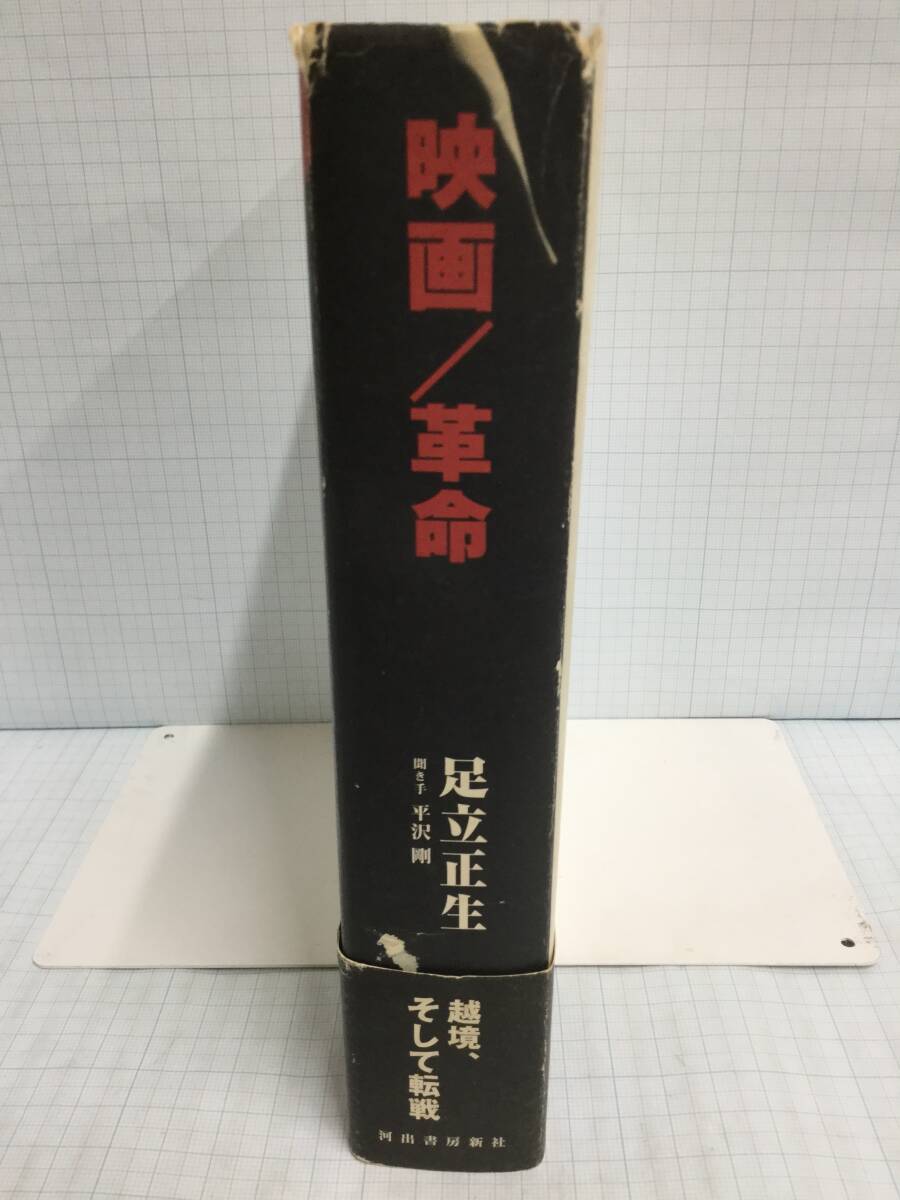 映画/革命
足立正生
聞き手 平沢 剛
越境、
そして転戦
河出書房新社